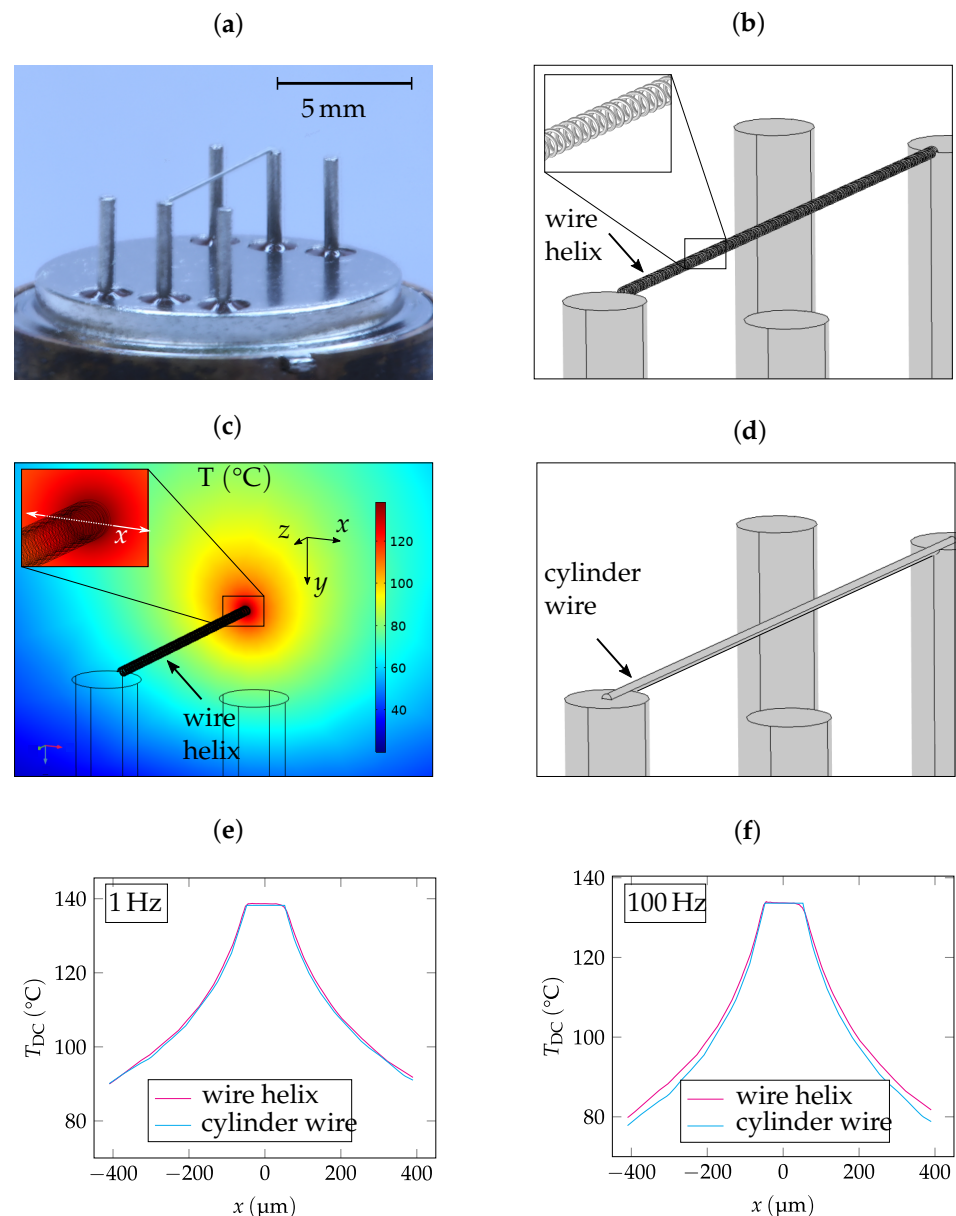 (a)
5 mm
(b)
wire
helix
(c)
T (°C)
x
z
x
y
120
100
80
60
40
wire
helix
(d)
cylinder
wire
(e)
1 Hz
140
120
100
80
T_DC (°C)
wire helix
cylinder wire
−400 −200 0 200 400
x (µm)
(f)
100 Hz
140
120
100
80
T_DC (°C)
wire helix
cylinder wire
−400 −200 0 200 400
x (µm)